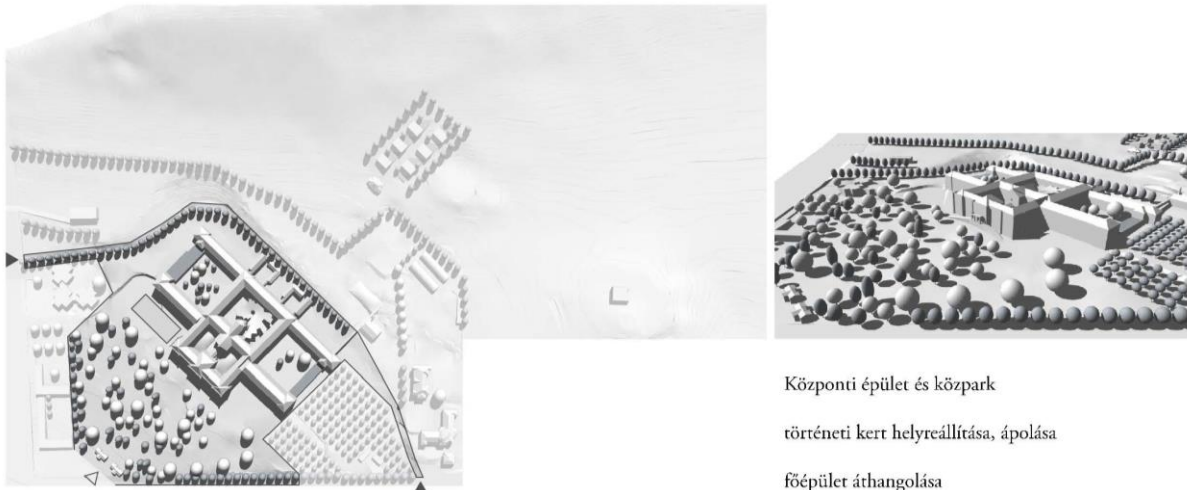 Központi épület és közpark
történeti kert helyreállítása, ápolása
főépület áthangolása